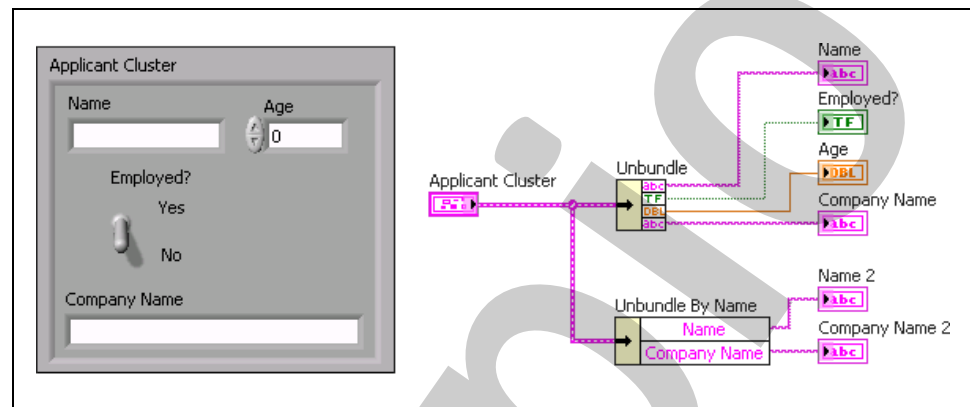 Applicant Cluster
Name
Age
0
Employed?
Yes
No
Company Name
Applicant Cluster
Unbundle
abc
TF
DBL
abc
Name
abc
Employed?
TF
Age
DBL
Company Name
abc
Unbundle By Name
Name
Company Name
Name 2
abc
Company Name 2
abc